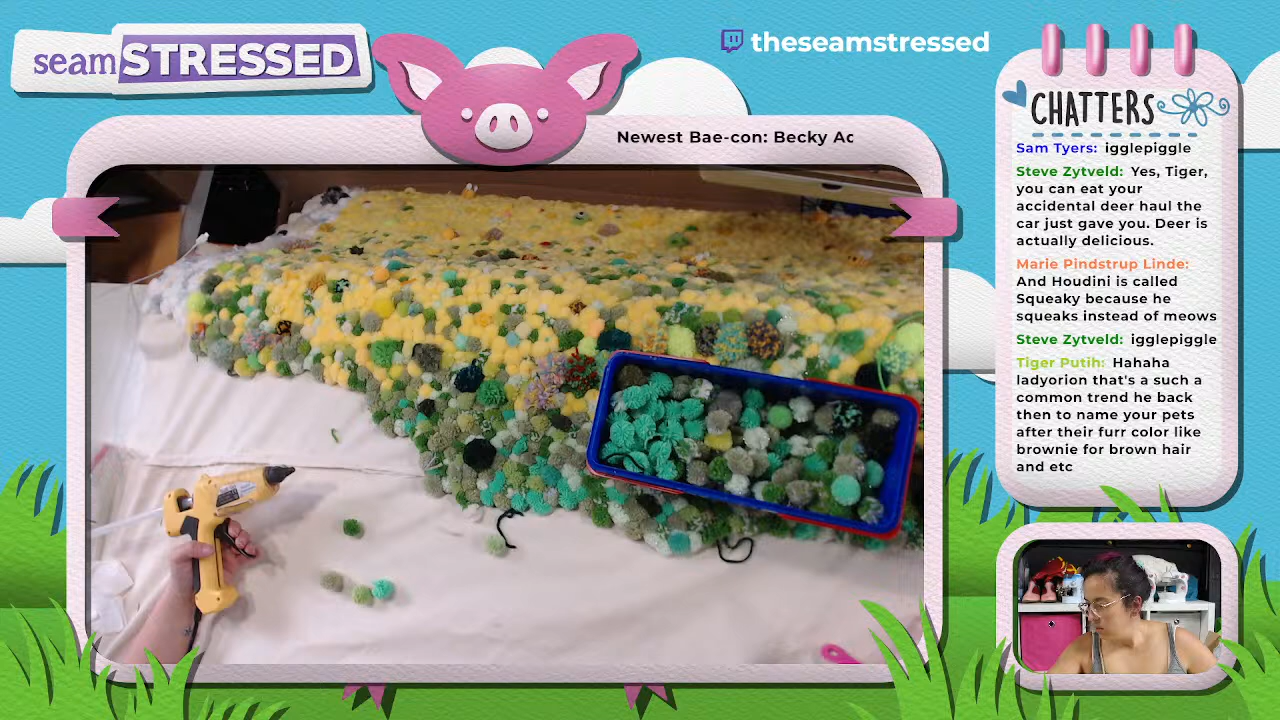 seamSTRESSED
theseamstressed
Newest Bae-con: Becky Ac
CHATTERS
Sam Tyers: igglepiggle
Steve Zytveld: Yes, Tiger,
you can eat your
accidental deer haul the
car just gave you. Deer is
actually delicious.
Marie Pindstrup Linde:
And Houdini is called
Squeaky because he
squeaks instead of meows
Steve Zytveld: igglepiggle
Tiger Putih: Hahaha
ladyorion that's a such a
common trend he back
then to name your pets
after their furr color like
brownie for brown hair
and etc